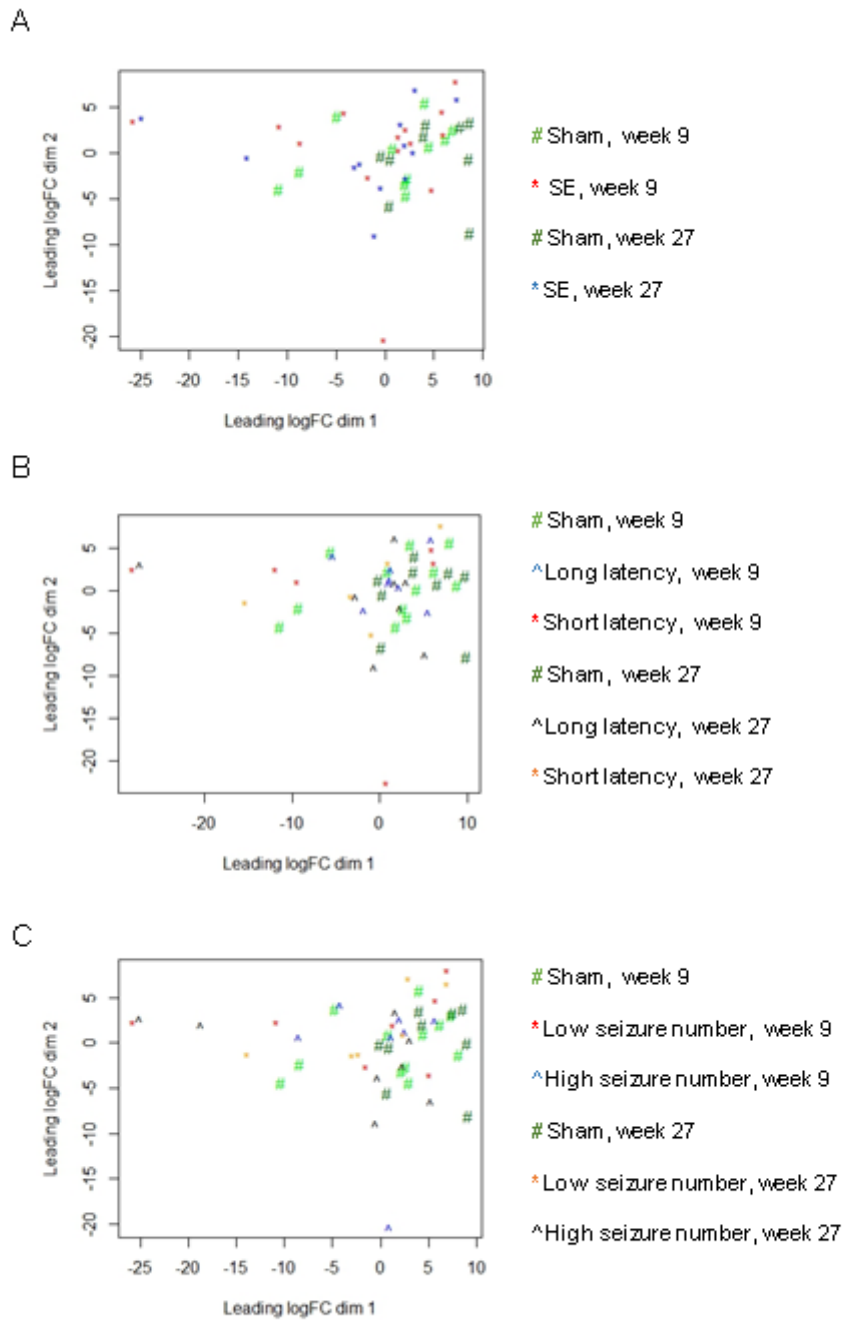 A
5
0
-5
-10
-15
-20
Leading logFC dim 2
-25
-20
-15
-10
-5
0
5
10
Leading logFC dim 1
# Sham, week 9
* SE, week 9
# Sham, week 27
* SE, week 27
B
5
0
-5
-10
-20
Leading logFC dim 2
-20
-10
0
10
Leading logFC dim 1
# Sham, week 9
^ Long latency, week 9
* Short latency, week 9
# Sham, week 27
^ Long latency, week 27
* Short latency, week 27
C
5
0
-5
-10
-20
Leading logFC dim 2
-25
-20
-15
-10
-5
0
5
10
Leading logFC dim 1
# Sham, week 9
* Low seizure number, week 9
^ High seizure number, week 9
# Sham, week 27
* Low seizure number, week 27
^ High seizure number, week 27